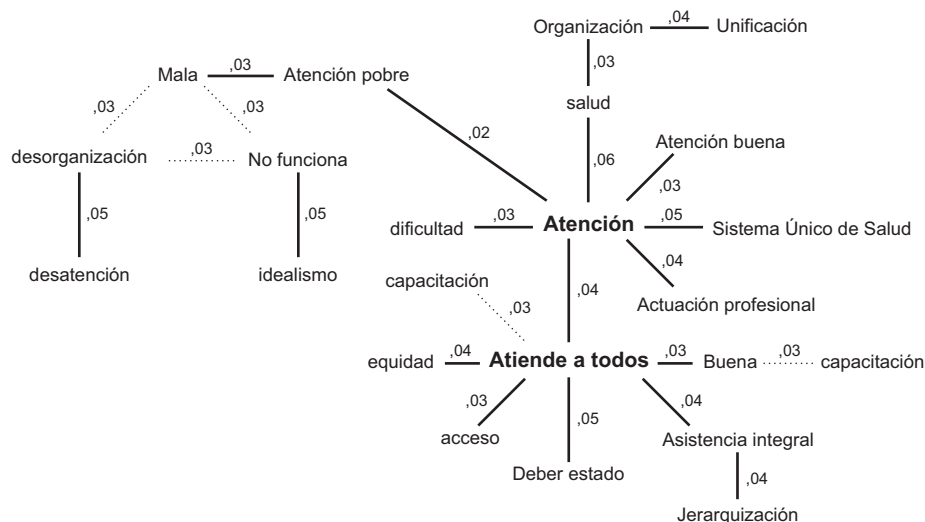 Organización ,04 Unificación
,03
Mala ,03 Atención pobre
salud
,03 ,03
,02
desorganización ,03 No funciona
,06
Atención buena
,03
,05 ,05
dificultad ,03 Atención ,05 Sistema Único de Salud
desatención idealismo
,04
capacitación
,04
Actuación profesional
,03
equidad ,04 Atiende a todos ,03 Buena ,03 capacitación
,03 ,05 ,04
acceso
Asistencia integral
Deber estado
,04
Jerarquización